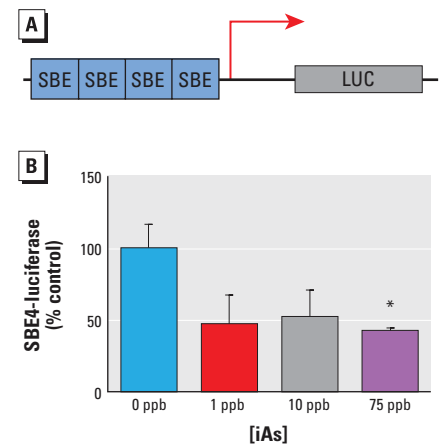 A
SBE SBE SBE SBE LUC
B
SBE4-luciferase
(% control)
150
100
50
0
*
0 ppb 1 ppb 10 ppb 75 ppb
[iAs]